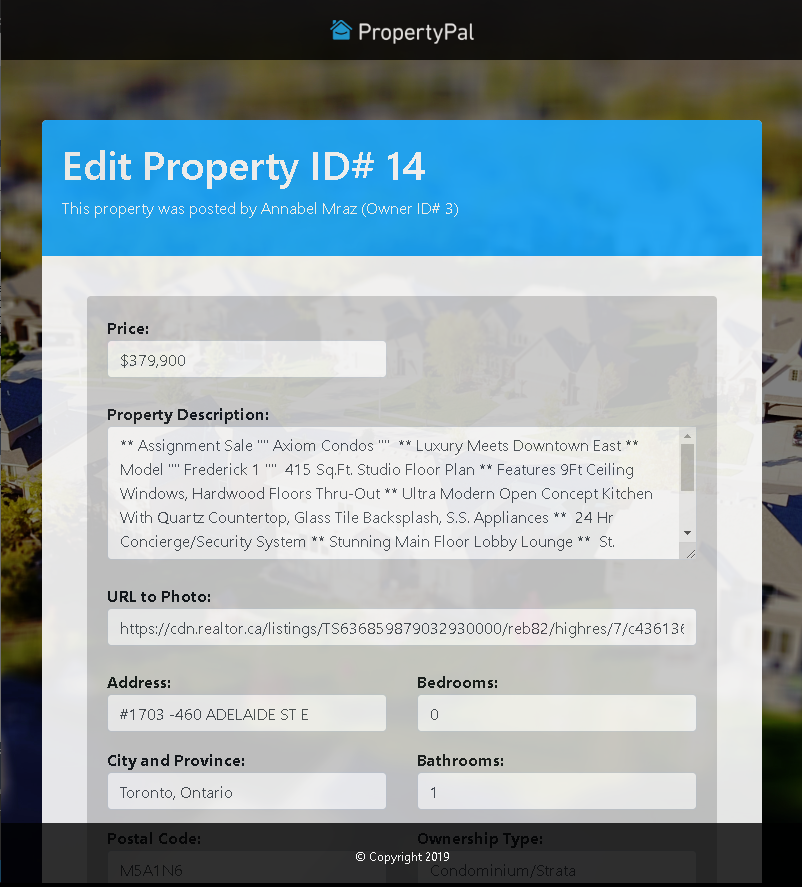 PropertyPal
Edit Property ID# 14
This property was posted by Annabel Mraz (Owner ID# 3)
Price:
$379,900
Property Description:
** Assignment Sale "" Axiom Condos ""  ** Luxury Meets Downtown East **
Model "" Frederick 1 ""  415 Sq.Ft. Studio Floor Plan ** Features 9Ft Ceiling
Windows, Hardwood Floors Thru-Out ** Ultra Modern Open Concept Kitchen
With Quartz Countertop, Glass Tile Backsplash, S.S. Appliances **  24 Hr
Concierge/Security System ** Stunning Main Floor Lobby Lounge **  St.
URL to Photo:
https://cdn.realtor.ca/listings/TS636859879032930000/reb82/highres/7/c436136
Address:
Bedrooms:
#1703 -460 ADELAIDE ST E
0
City and Province:
Bathrooms:
Toronto, Ontario
1
Postal Code:
Ownership Type:
© Copyright 2019
M5A1N6
Condominium/Strata